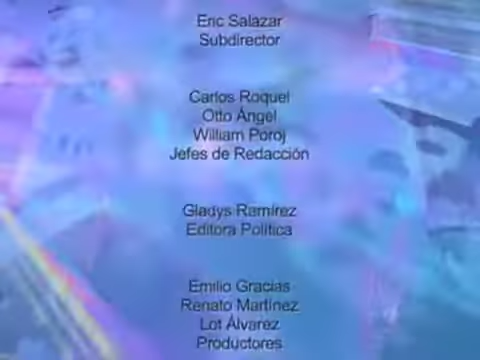 Eric Salazar
Subdirector
Carlos Roquel
Otto Ángel
William Poroj
Jefes de Redacción
Gladys Ramírez
Editora Política
Emilio Gracias
Renato Martínez
Lot Álvarez
Productores